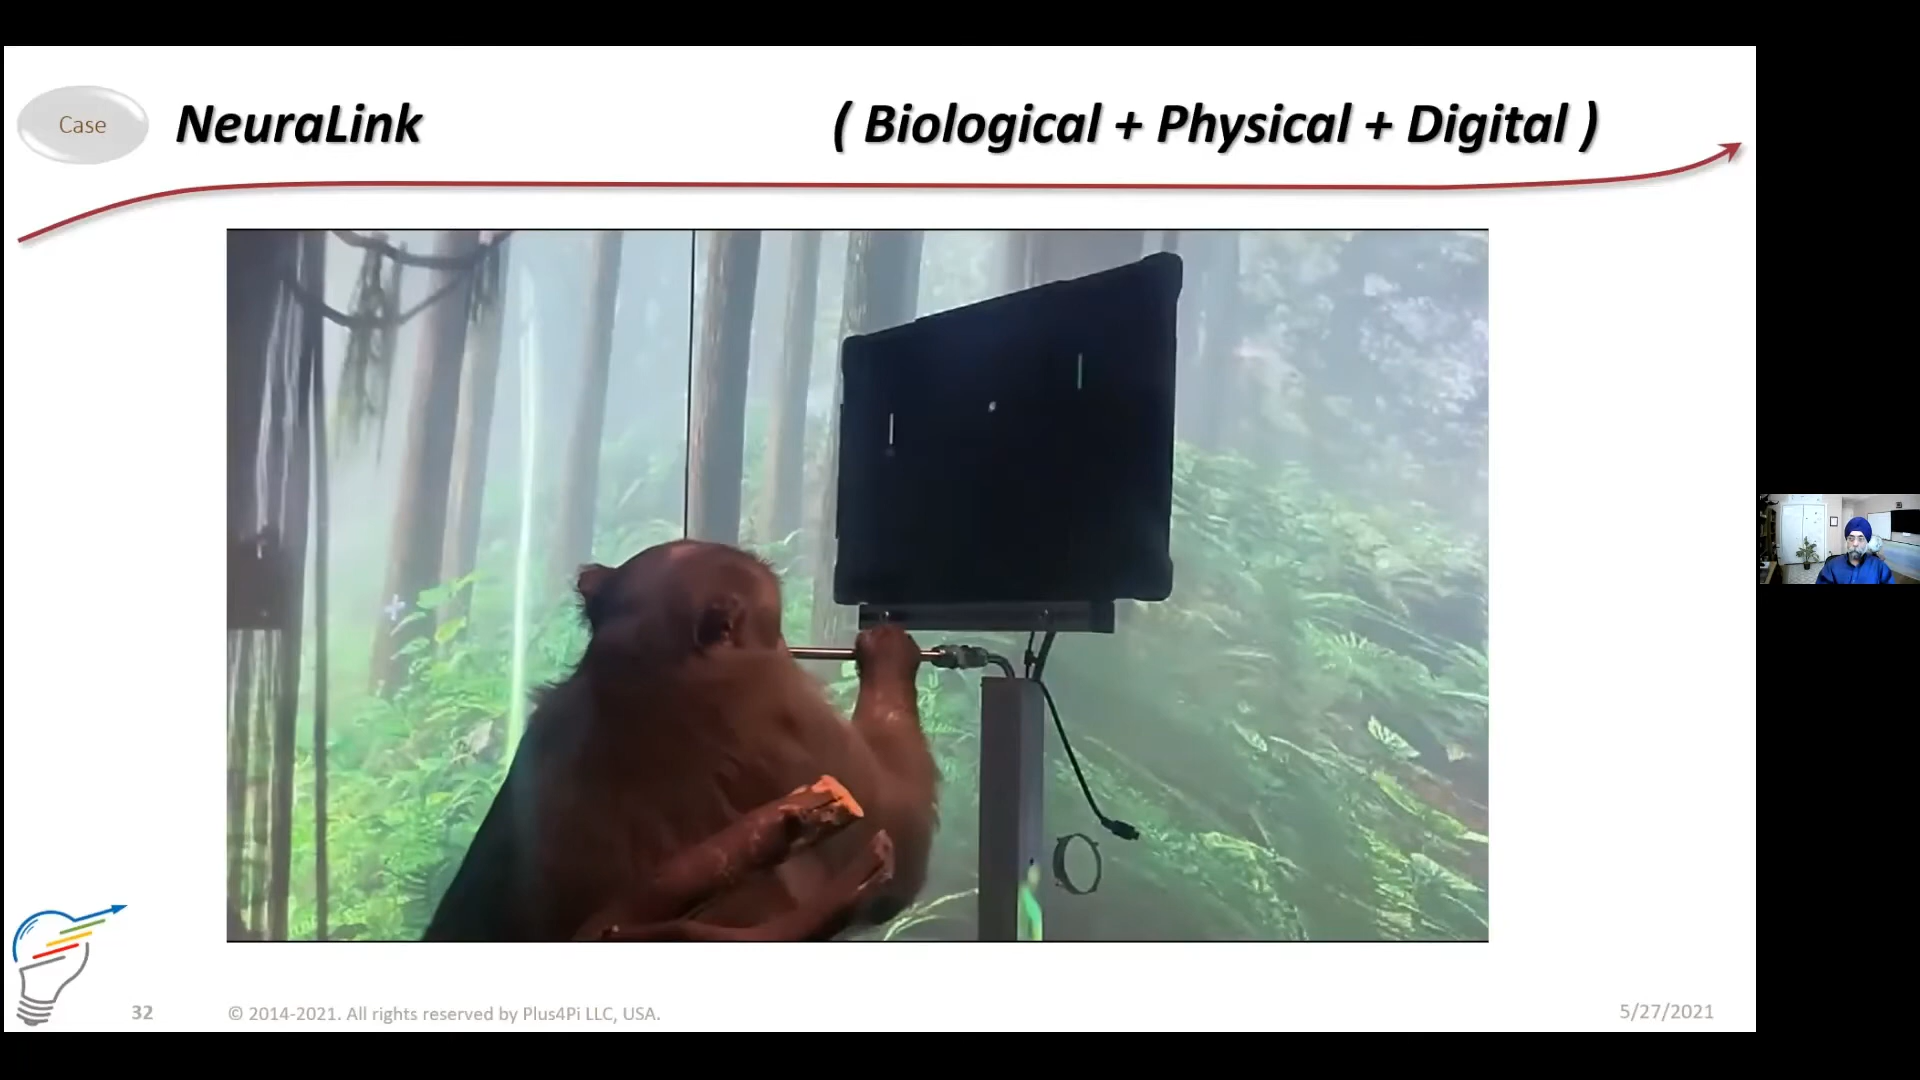 Case
NeuraLink
( Biological + Physical + Digital )
32
© 2014-2021. All rights reserved by Plus4Pi LLC, USA.
5/27/2021